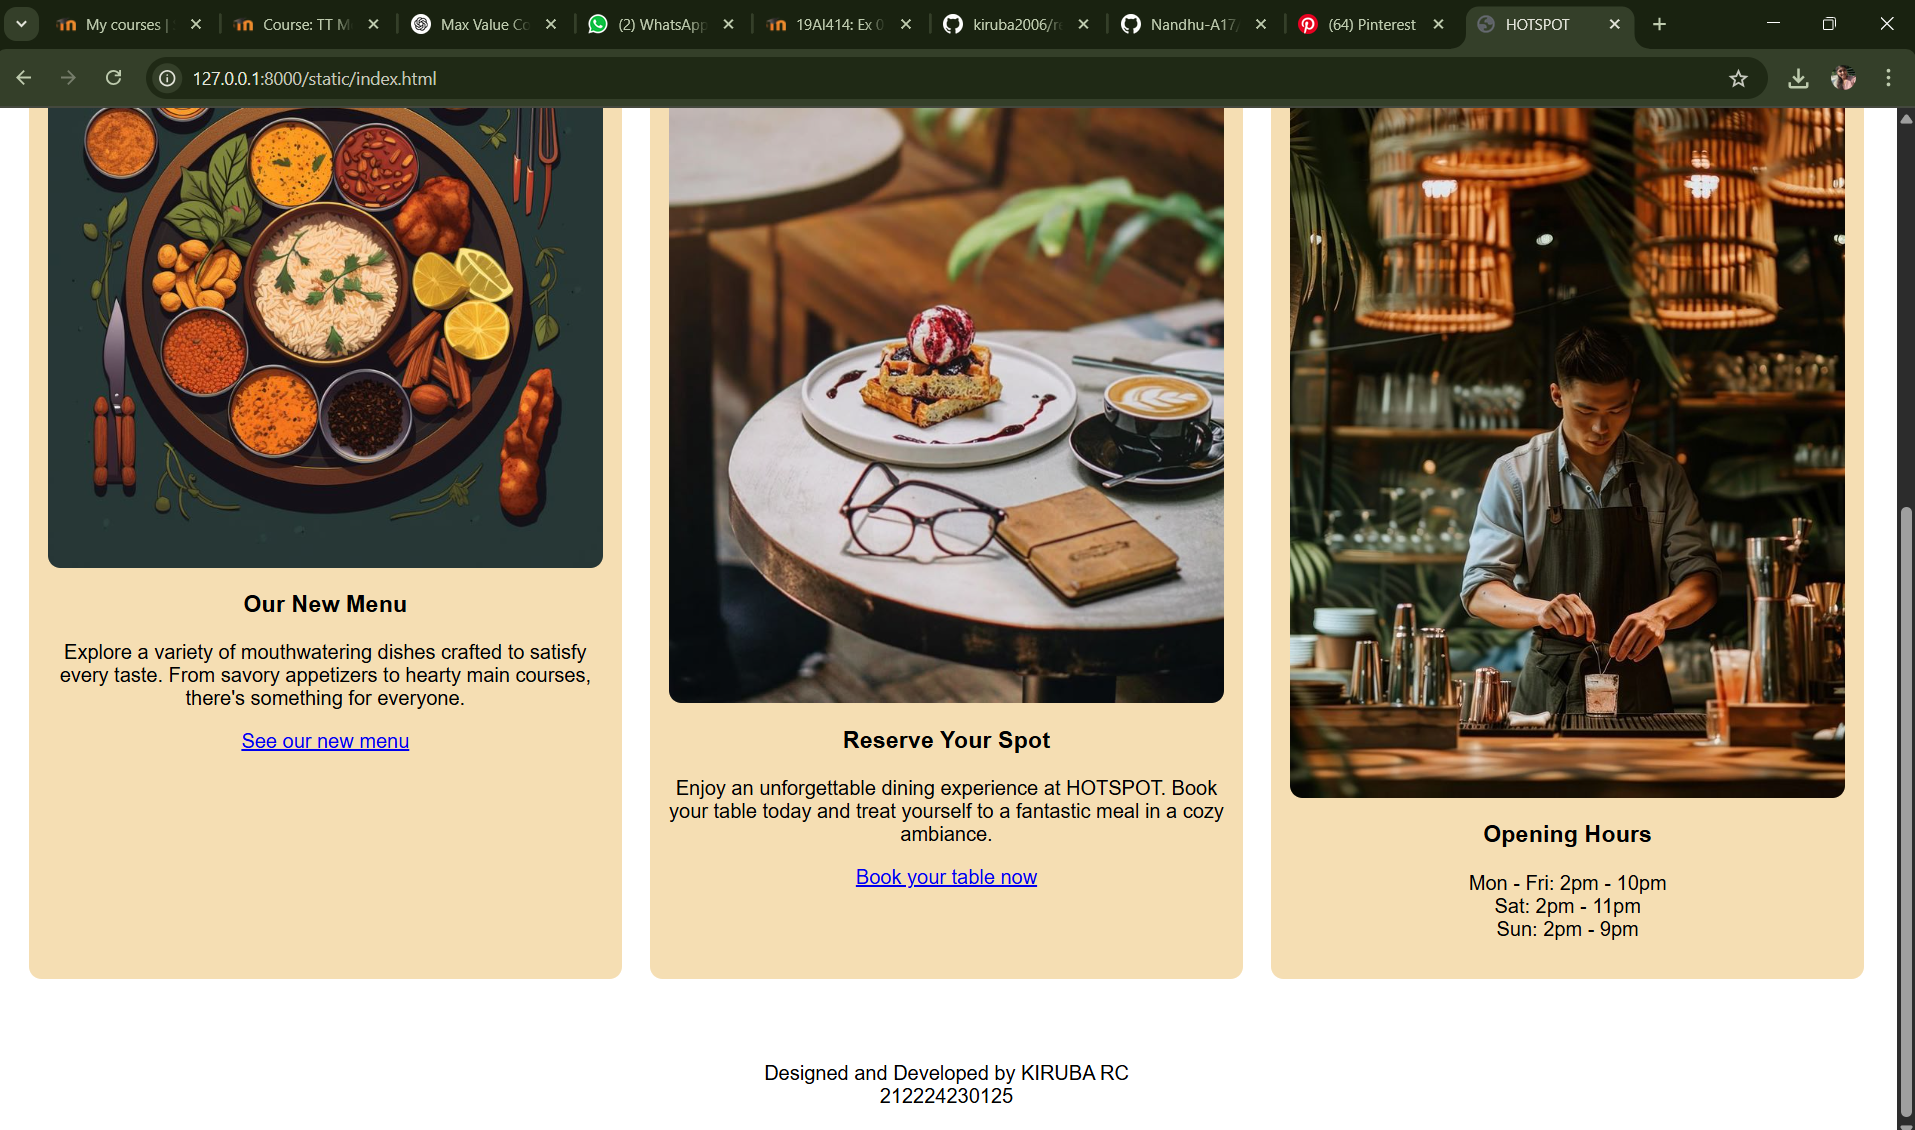 My courses |
Course: TT M
Max Value Co
(2) WhatsApp
19AI414: Ex 0
kiruba2006/r
Nandhu-A17/
(64) Pinterest
HOTSPOT
127.0.0.1:8000/static/index.html
Our New Menu
Explore a variety of mouthwatering dishes crafted to satisfy
every taste. From savory appetizers to hearty main courses,
there's something for everyone.
See our new menu
Reserve Your Spot
Enjoy an unforgettable dining experience at HOTSPOT. Book
your table today and treat yourself to a fantastic meal in a cozy
ambiance.
Book your table now
Opening Hours
Mon - Fri: 2pm - 10pm
Sat: 2pm - 11pm
Sun: 2pm - 9pm
Designed and Developed by KIRUBA RC
212224230125